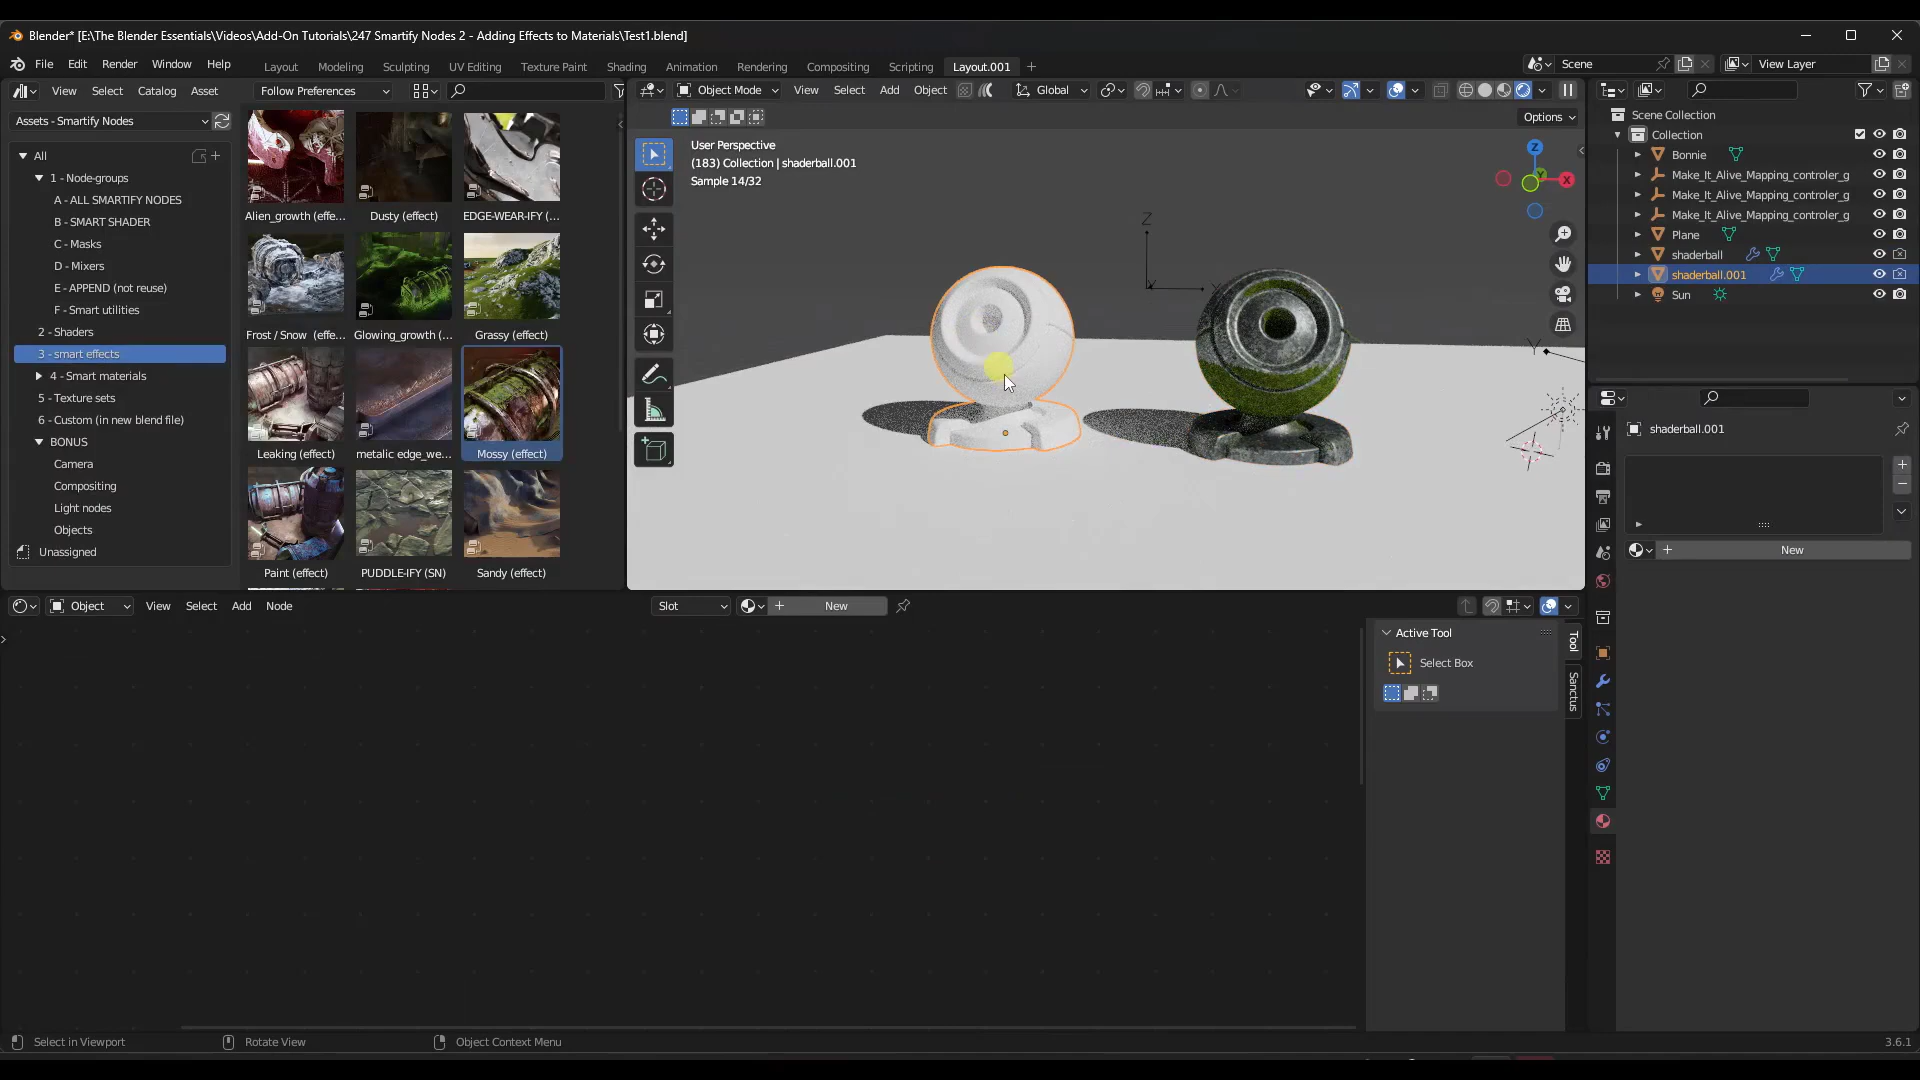 Blender* [E:\The Blender Essentials\Videos\Add-On Tutorials\247 Smartify Nodes 2 - Adding Effects to Materials\Test1.blend]
File Edit Render Window Help
Layout Modeling Sculpting UV Editing Texture Paint Shading Animation Rendering Compositing Scripting Layout.001 +
Scene
View Layer
View Select Catalog Asset
Follow Preferences
Object Mode
View Select Add Object
Global
Assets - Smartify Nodes
Options
All
1 - Node-groups
A - ALL SMARTIFY NODES
B - SMART SHADER
C - Masks
D - Mixers
E - APPEND (not reuse)
F - Smart utilities
2 - Shaders
3 - smart effects
4 - Smart materials
5 - Texture sets
6 - Custom (in new blend file)
BONUS
Camera
Compositing
Light nodes
Objects
Unassigned
Alien_growth (effe...
Dusty (effect)
EDGE-WEAR-IFY (...
Frost / Snow (effe...
Glowing_growth (...
Grassy (effect)
Leaking (effect)
metalic edge_we...
Mossy (effect)
Paint (effect)
PUDDLE-IFY (SN)
Sandy (effect)
User Perspective
(183) Collection | shaderball.001
Sample 14/32
Z
X
Y
Z
Y
Scene Collection
Collection
Bonnie
Make_It_Alive_Mapping_controler_g
Make_It_Alive_Mapping_controler_g
Make_It_Alive_Mapping_controler_g
Plane
shaderball
shaderball.001
Sun
shaderball.001
New
Object
View Select Add Node
Slot
New
Active Tool
Select Box
Tool
Sanctus
Select in Viewport
Rotate View
Object Context Menu
3.6.1